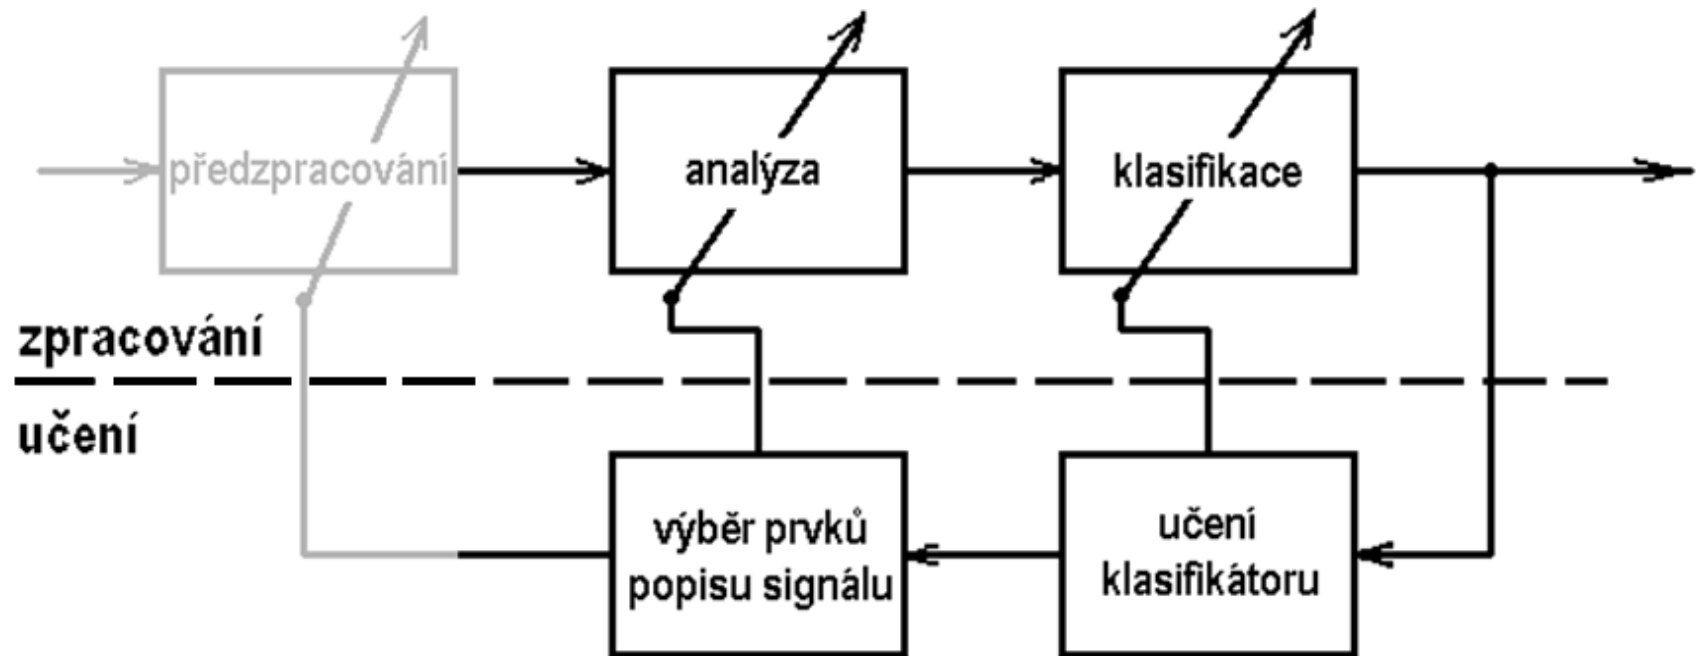 předzpracování
analýza
klasifikace
zpracování
učení
výběr prvků
popisu signálu
učení
klasifikátoru